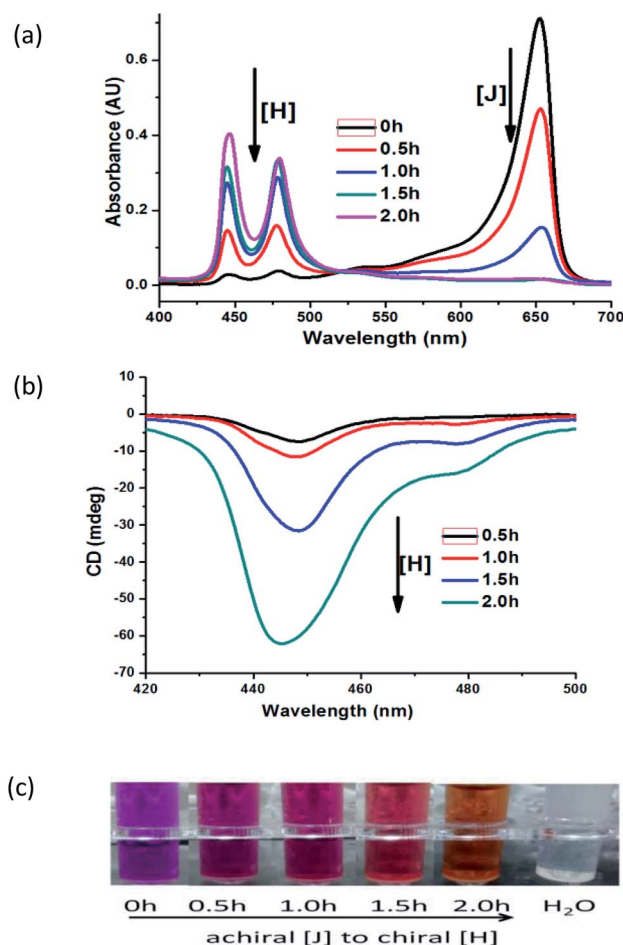 (a)
0.6
0.4
0.2
0.0
Absorbance (AU)
[H]
[J]
0h
0.5h
1.0h
1.5h
2.0h
400 450 500 550 600 650 700
Wavelength (nm)
(b)
10
0
-10
-20
-30
-40
-50
-60
-70
CD (mdeg)
[H]
0.5h
1.0h
1.5h
2.0h
420 440 460 480 500
Wavelength (nm)
(c)
0h 0.5h 1.0h 1.5h 2.0h H₂O
achiral [J] to chiral [H]